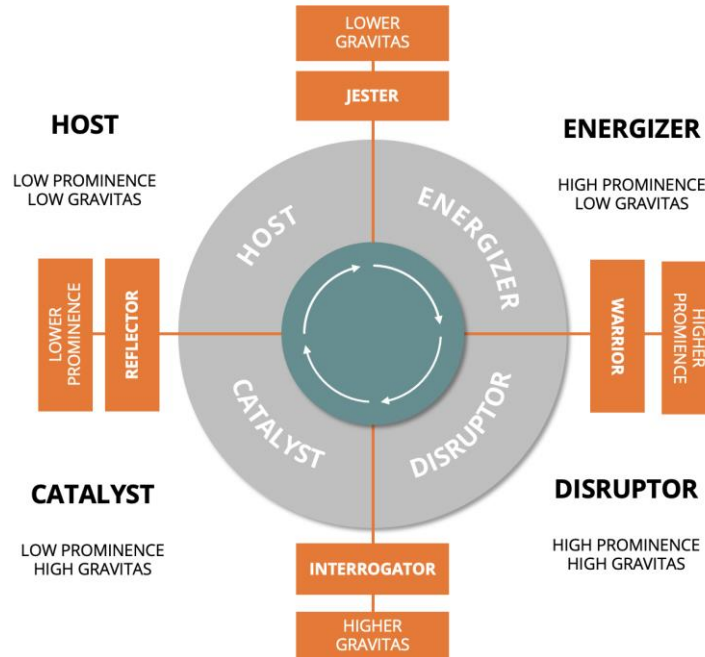 LOWER
GRAVITAS
JESTER
HOST
LOW PROMINENCE
LOW GRAVITAS
ENERGIZER
HIGH PROMINENCE
LOW GRAVITAS
HOST
ENERGIZER
LOWER
PROMINENCE
REFLECTOR
WARRIOR
HIGHER
PROMIENCE
CATALYST
DISRUPTOR
CATALYST
LOW PROMINENCE
HIGH GRAVITAS
DISRUPTOR
HIGH PROMINENCE
HIGH GRAVITAS
INTERROGATOR
HIGHER
GRAVITAS